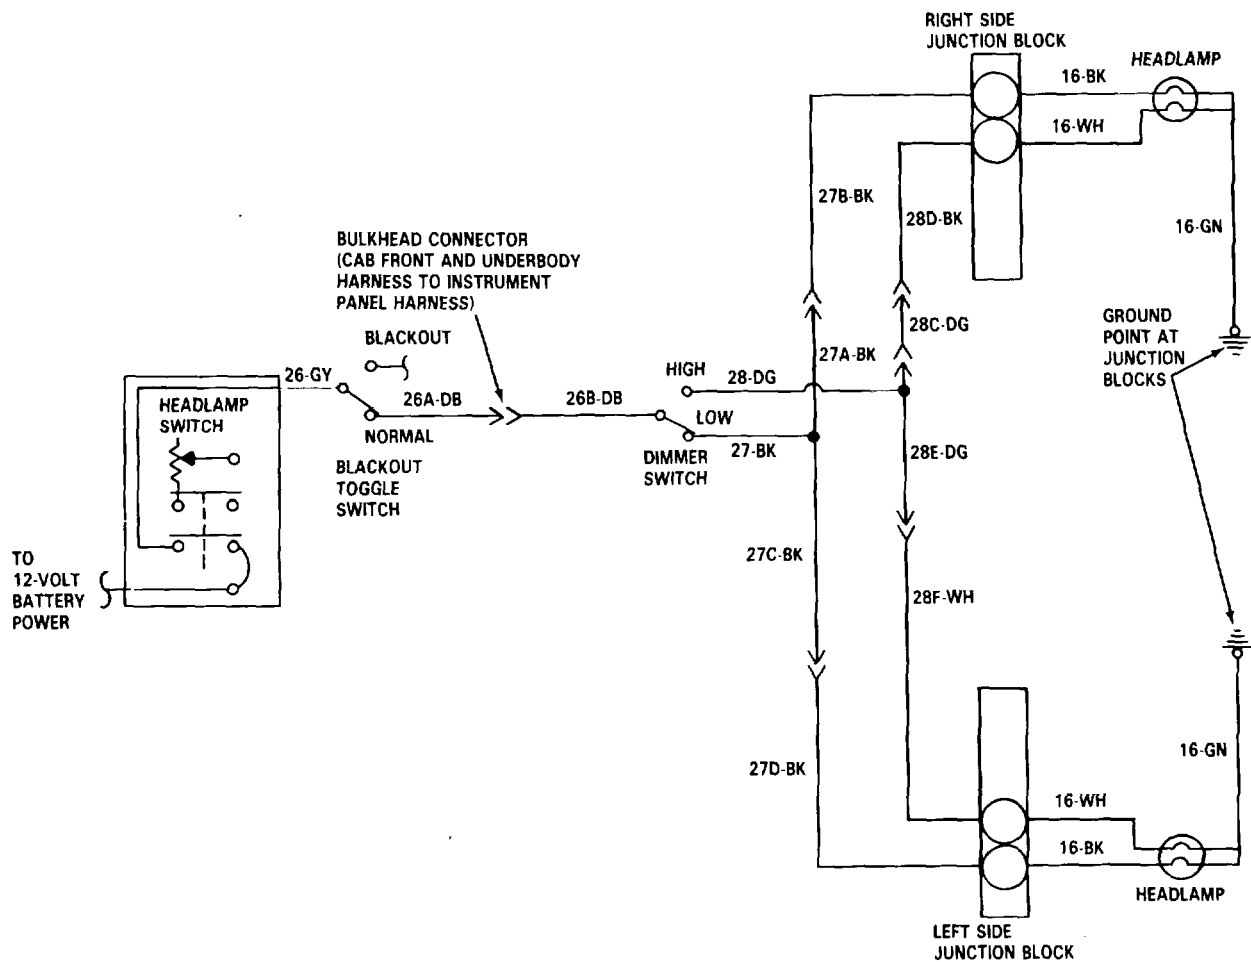 RIGHT SIDE
JUNCTION BLOCK
HEADLAMP
16-BK
16-WH
27B-BK
28D-BK
16-GN
BULKHEAD CONNECTOR
(CAB FRONT AND UNDERBODY
HARNESS TO INSTRUMENT
PANEL HARNESS)
GROUND
POINT AT
JUNCTION
BLOCKS
28C-DG
BLACKOUT
27A-BK
26-GY
HIGH
28-DG
HEADLAMP
SWITCH
26A-DB
26B-DB
LOW
NORMAL
27-BK
28E-DG
DIMMER
SWITCH
BLACKOUT
TOGGLE
SWITCH
27C-BK
TO
12-VOLT
BATTERY
POWER
28F-WH
27D-BK
16-GN
16-WH
16-BK
HEADLAMP
LEFT SIDE
JUNCTION BLOCK